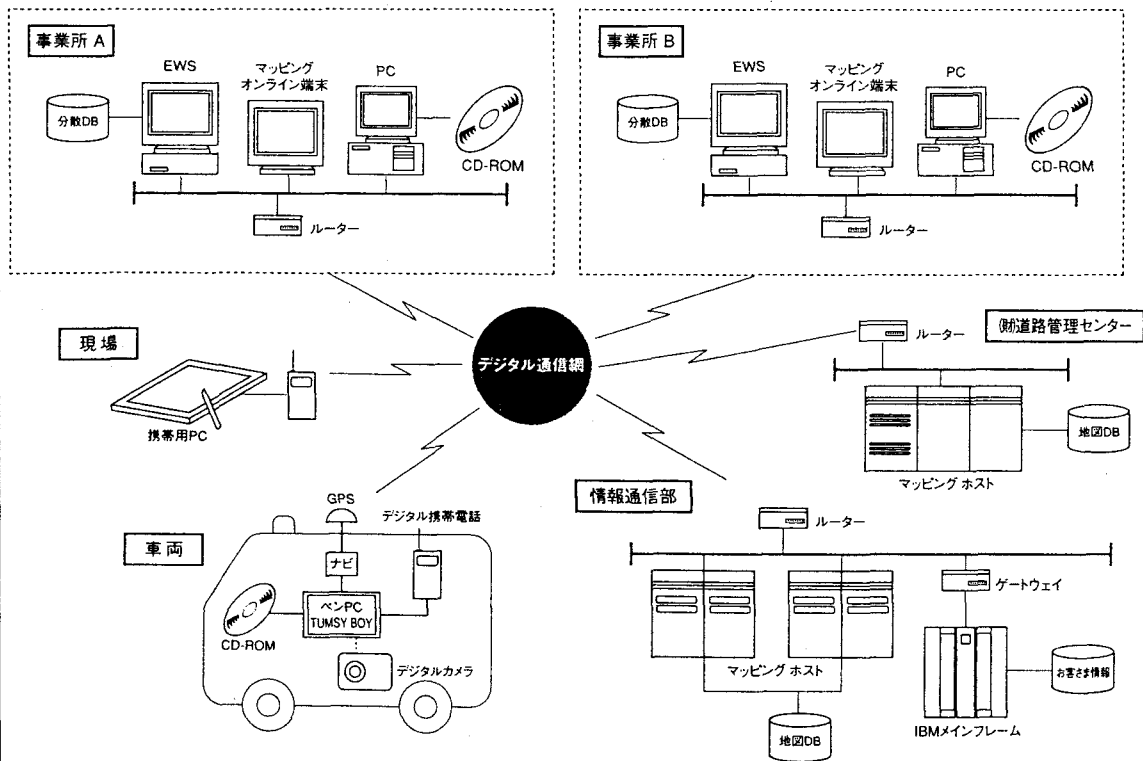 事業所 A
EWS
マッピング
オンライン端末
PC
分散DB
CD-ROM
ルーター
事業所 B
EWS
マッピング
オンライン端末
PC
分散DB
CD-ROM
ルーター
現場
携帯用PC
デジタル通信網
ルーター
㈶道路管理センター
地図DB
マッピング ホスト
車両
GPS
デジタル携帯電話
ナビ
ペンPC
TUMSY BOY
CD-ROM
デジタルカメラ
情報通信部
ルーター
ゲートウェイ
マッピング ホスト
地図DB
お客さま情報
IBMメインフレーム